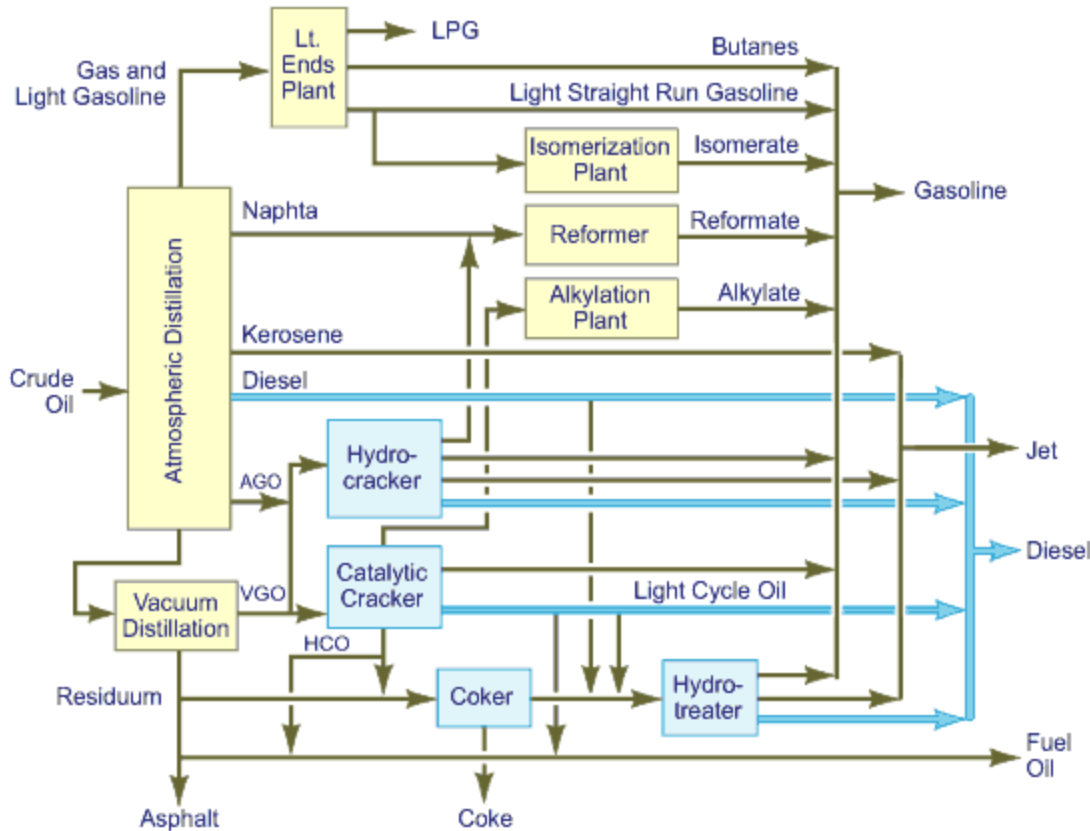 Lt.
Ends
Plant
LPG
Butanes
Gas and
Light Gasoline
Light Straight Run Gasoline
Isomerization
Plant
Isomerate
Gasoline
Naphta
Reformer
Reformate
Alkylation
Plant
Alkylate
Atmospheric Distillation
Kerosene
Crude
Oil
Diesel
Hydro-
cracker
Jet
AGO
Diesel
Catalytic
Cracker
VGO
Light Cycle Oil
Vacuum
Distillation
HCO
Residuum
Coker
Hydro-
treater
Fuel
Oil
Asphalt
Coke